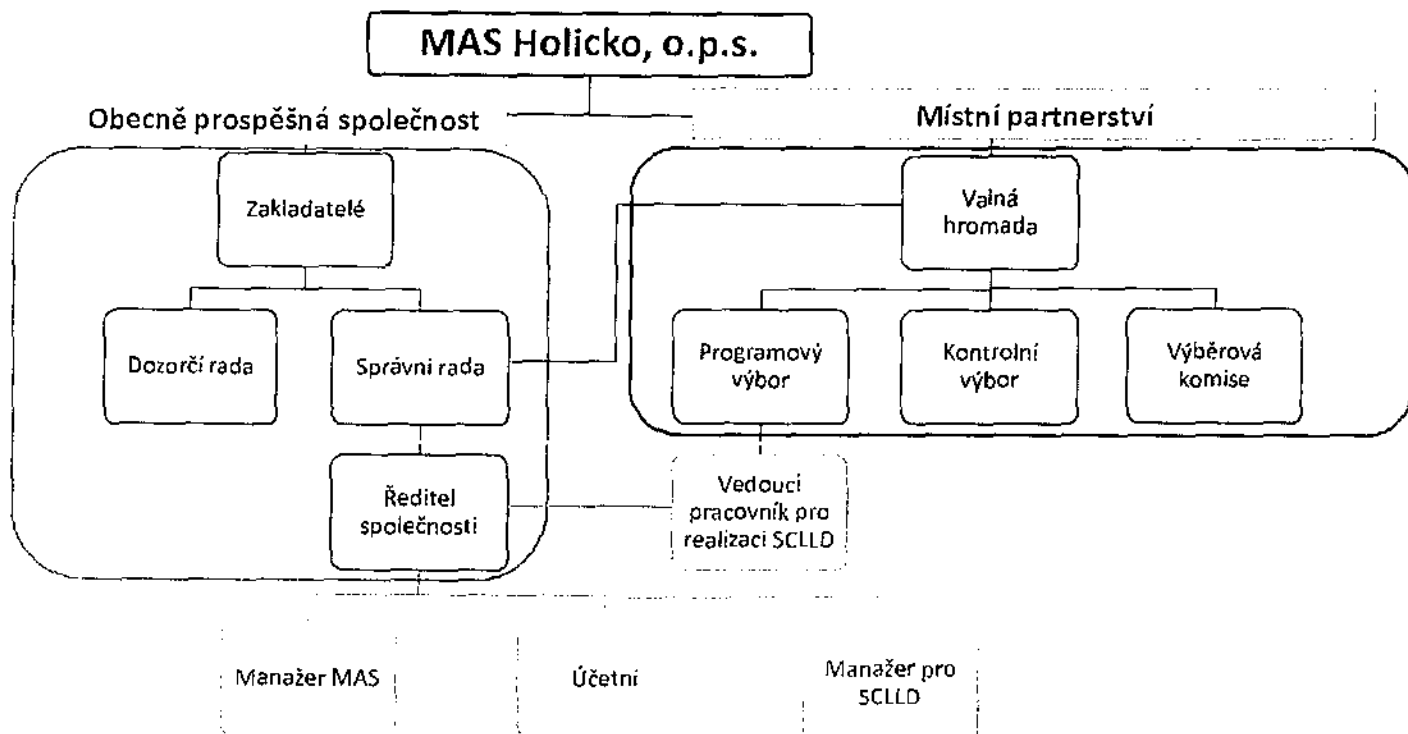 MAS Holicko, o.p.s.
Obecně prospěšná společnost
Místní partnerství
Zakladatelé
Valná
hromada
Dozorčí rada
Správní rada
Programový
výbor
Kontrolní
výbor
Výběrová
komise
Ředitel
společnosti
Vedoucí
pracovník pro
realizaci SCLLD
Manažer MAS
Účetní
Manažer pro
SCLLD